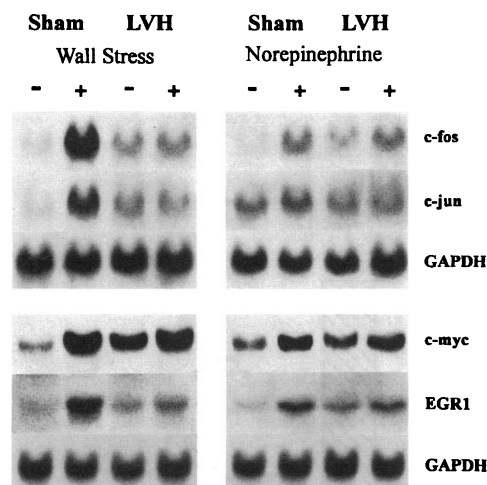 Sham LVH Sham LVH
Wall Stress Norepinephrine
- + - + - + - +
c-fos
c-jun
GAPDH
c-myc
EGR1
GAPDH